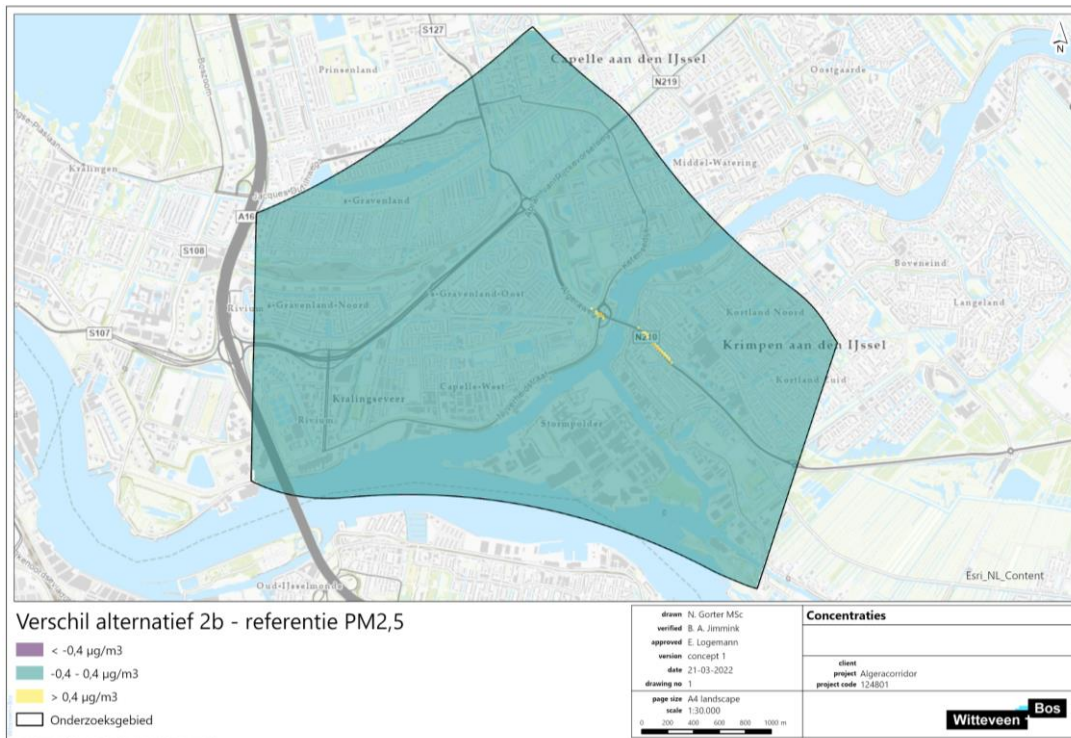 S127
Capelle aan den IJssel
N
Prinsenland
N219
Oostgaarde
Kralingen
Middel-Watering
s-Gravenland
A16
S108
Boveneind
Langeland
s-Gravenland-Oost
s-Gravenland-Noord
Rivium
Kortland Noord
S107
N210
Krimpen aan den IJssel
Kortland Zuid
Capelle-West
Kralingseveer
Rivium
Stormpolder
Oud-IJsselmonde
Esri_NL_Content
Verschil alternatief 2b - referentie PM2,5
< -0,4 µg/m3
-0,4 - 0,4 µg/m3
> 0,4 µg/m3
Onderzoeksgebied
drawn N. Gorter MSc
verified B. A. Jimmink
approved E. Logemann
version concept 1
date 21-03-2022
drawing no 1
page size A4 landscape
scale 1:30.000
0 200 400 600 800 1000 m
Concentraties
client
project Algeracorridor
project code 124801
Witteveen
Bos